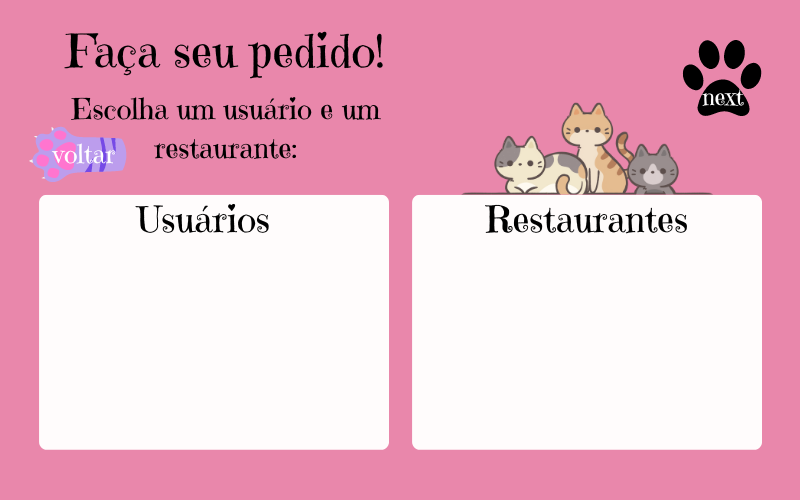 Faça seu pedido!
next
Escolha um usuário e um
restaurante:
voltar
Usuários
Restaurantes